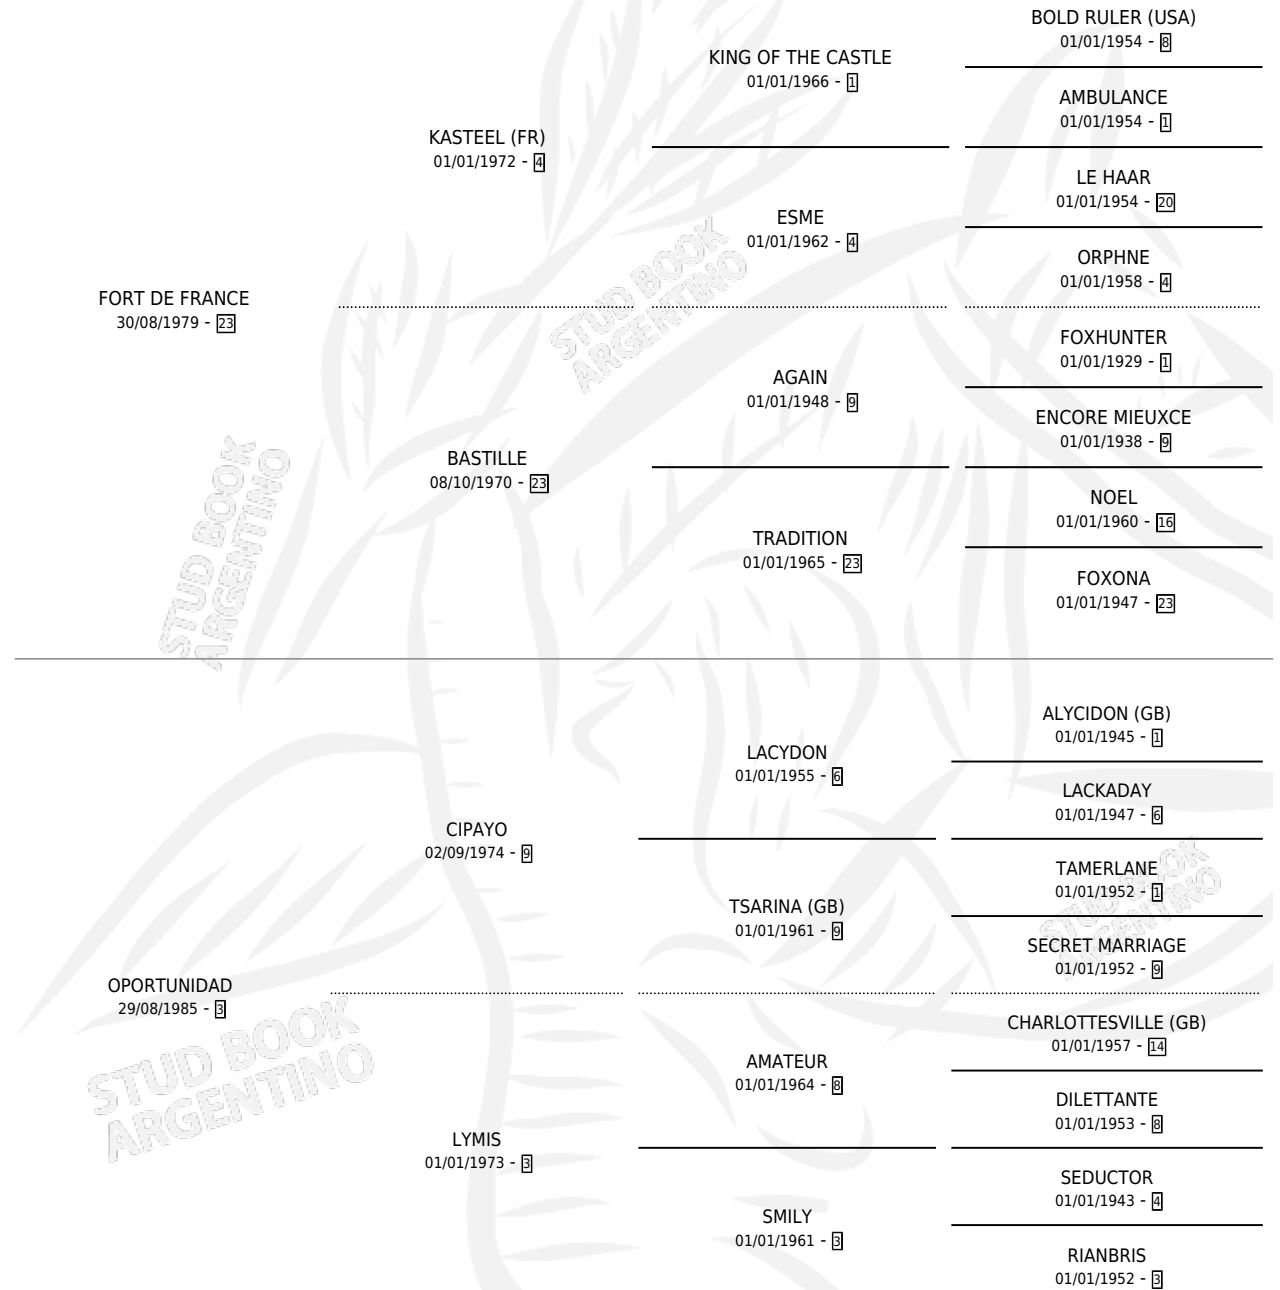 BOLD RULER (USA)
01/01/1954 - 8
KING OF THE CASTLE
01/01/1966 - 1
AMBULANCE
01/01/1954 - 1
KASTEEL (FR)
01/01/1972 - 4
LE HAAR
01/01/1954 - 20
ESME
01/01/1962 - 4
ORPHNE
01/01/1958 - 4
FORT DE FRANCE
30/08/1979 - 23
FOXHUNTER
01/01/1929 - 1
AGAIN
01/01/1948 - 9
ENCORE MIEUXCE
01/01/1938 - 9
BASTILLE
08/10/1970 - 23
NOEL
01/01/1960 - 16
TRADITION
01/01/1965 - 23
FOXONA
01/01/1947 - 23
STUD BOOK
ARGENTINO
STUD BOOK
ARGENTINO
ALYCIDON (GB)
01/01/1945 - 1
LACYDON
01/01/1955 - 6
LACKADAY
01/01/1947 - 6
CIPAYO
02/09/1974 - 9
TAMERLANE
01/01/1952 - 1
TSARINA (GB)
01/01/1961 - 9
SECRET MARRIAGE
01/01/1952 - 9
OPORTUNIDAD
29/08/1985 - 3
CHARLOTTESVILLE (GB)
01/01/1957 - 14
AMATEUR
01/01/1964 - 8
DILETTANTE
01/01/1953 - 8
LYMIS
01/01/1973 - 3
SEDUCTOR
01/01/1943 - 4
SMILY
01/01/1961 - 3
RIANBRIS
01/01/1952 - 3
STUD BOOK
ARGENTINO
STUD BOOK
ARGENTINO